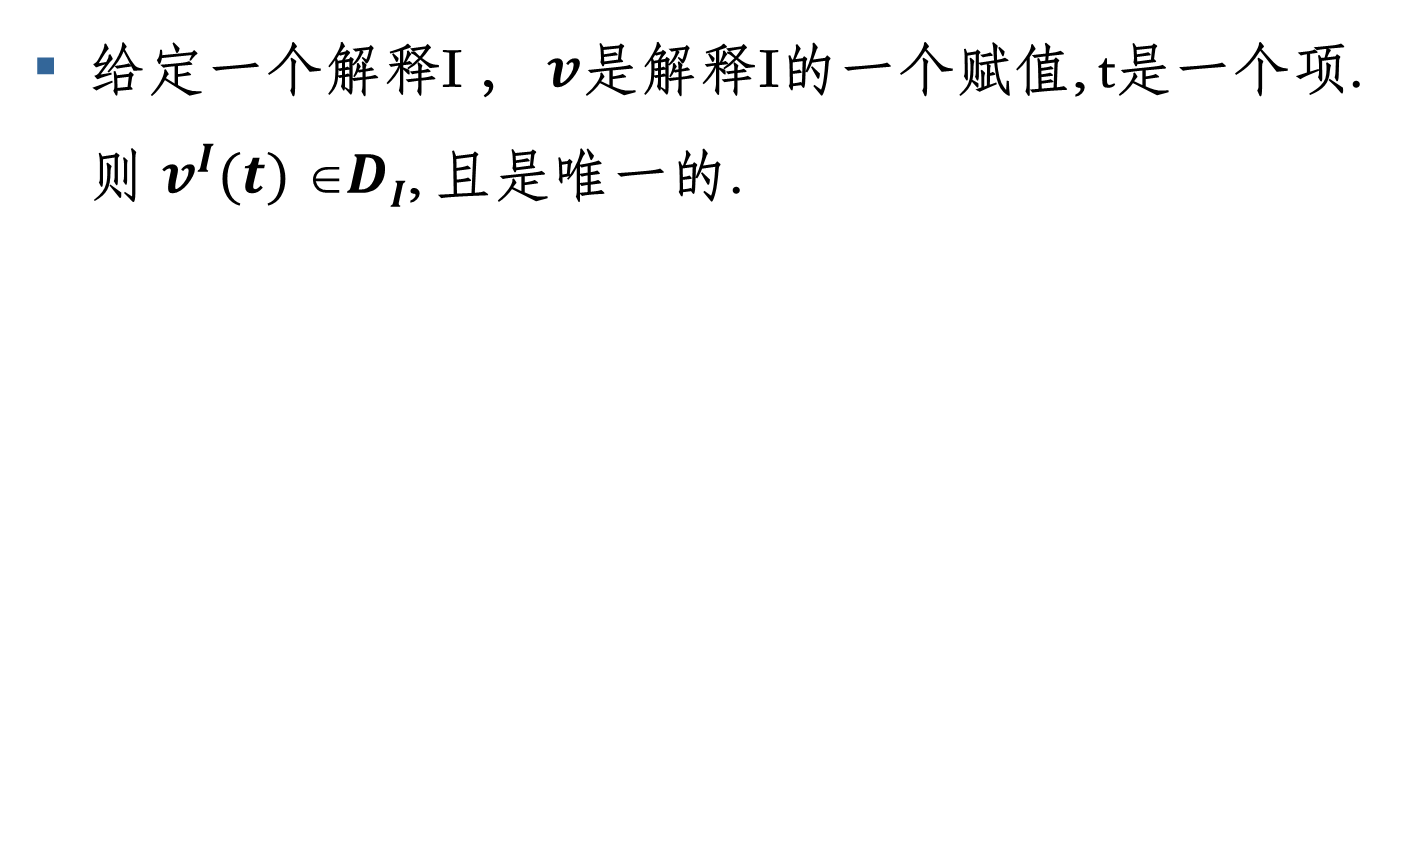 ▪ 给定一个解释I， v是解释I的一个赋值,t是一个项.
则 v^I(t) ∈D_I, 且是唯一的.